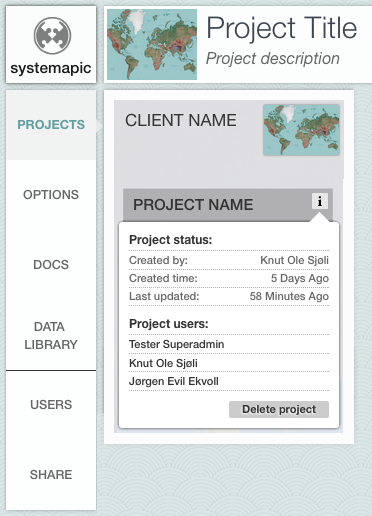 systemapic
Project Title
Project description
PROJECTS
OPTIONS
DOCS
DATA
LIBRARY
USERS
SHARE
CLIENT NAME
PROJECT NAME
i
Project status:
Created by: Knut Ole Sjøli
Created time: 5 Days Ago
Last updated: 58 Minutes Ago
Project users:
Tester Superadmin
Knut Ole Sjøli
Jørgen Evil Ekvoll
Delete project